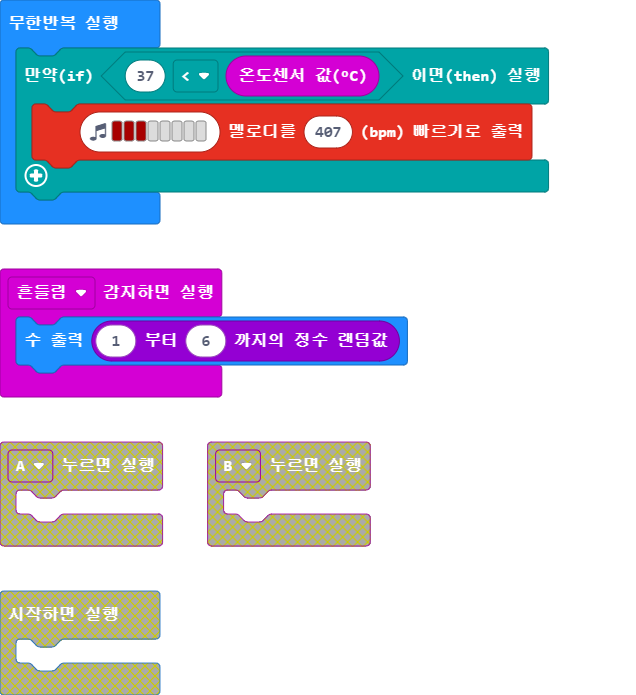 무한반복 실행
만약(if) 37 < 온도센서 값(ºC) 이면(then) 실행
멜로디를 407 (bpm) 빠르기로 출력
흔들림 감지하면 실행
수 출력 1 부터 6 까지의 정수 랜덤값
A 누르면 실행 B 누르면 실행
시작하면 실행